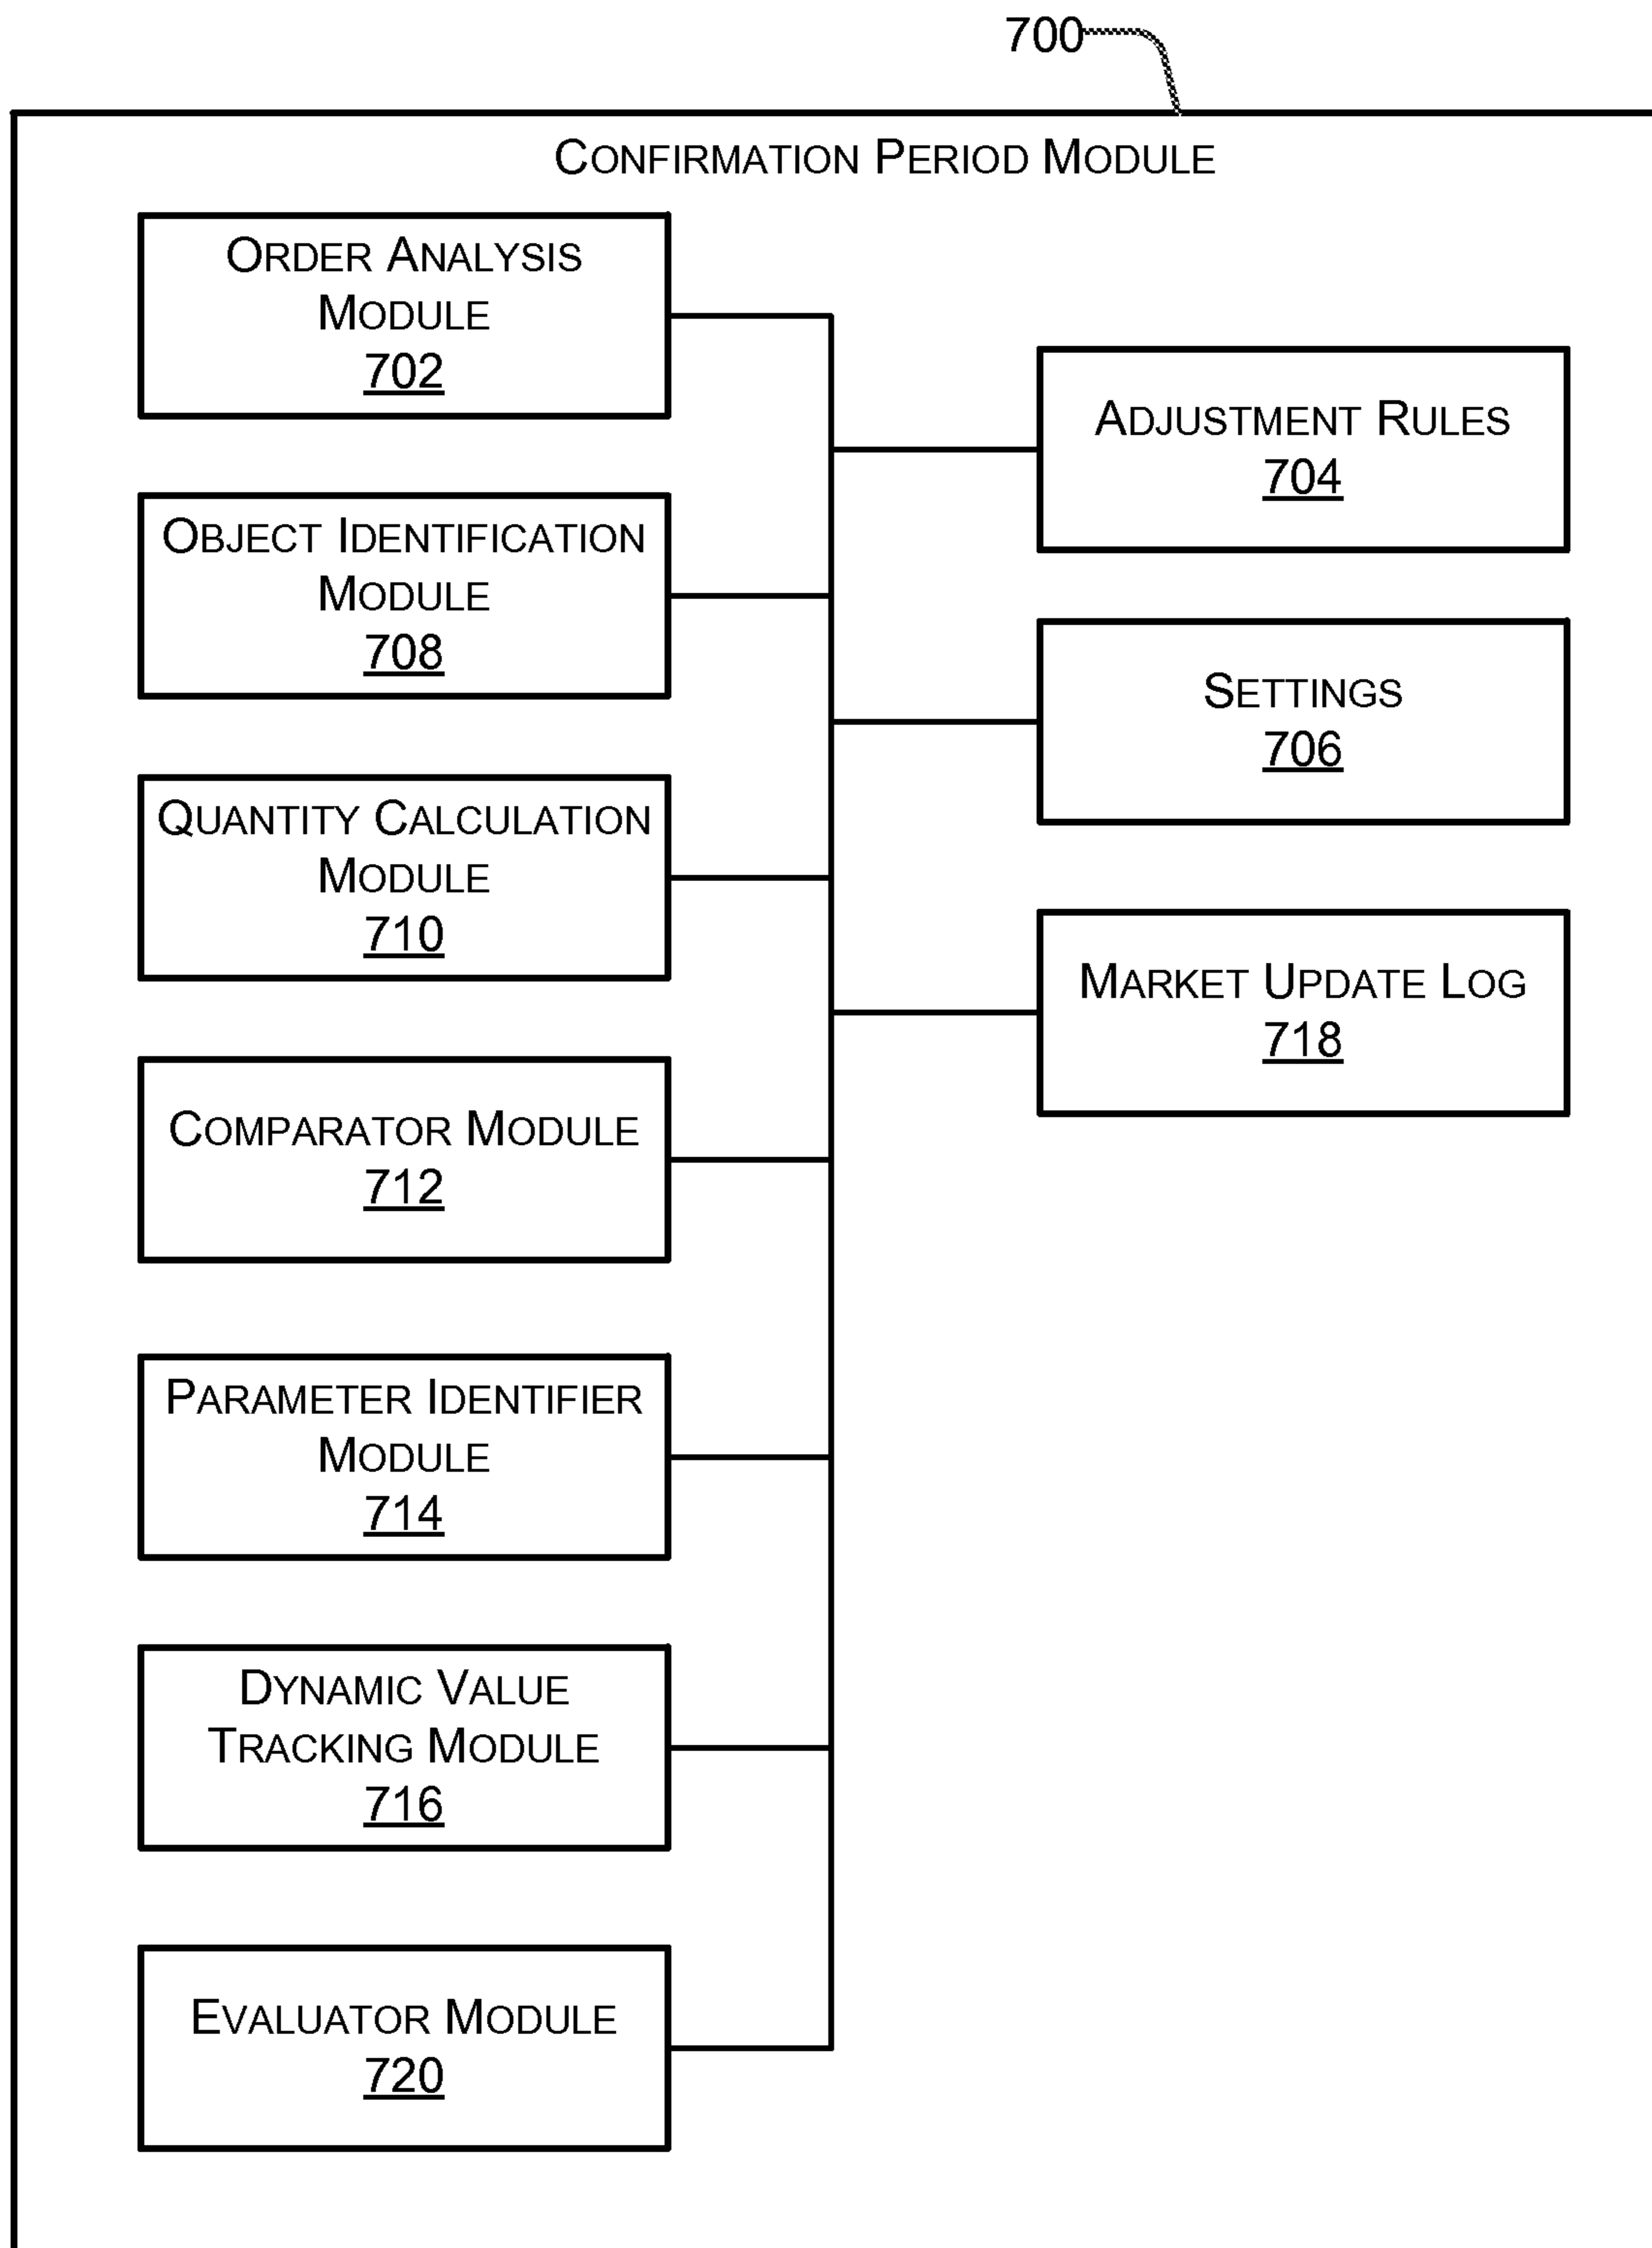 700
CONFIRMATION PERIOD MODULE
ORDER ANALYSIS
MODULE
702
OBJECT IDENTIFICATION
MODULE
708
QUANTITY CALCULATION
MODULE
710
COMPARATOR MODULE
712
PARAMETER IDENTIFIER
MODULE
714
DYNAMIC VALUE
TRACKING MODULE
716
EVALUATOR MODULE
720
ADJUSTMENT RULES
704
SETTINGS
706
MARKET UPDATE LOG
718